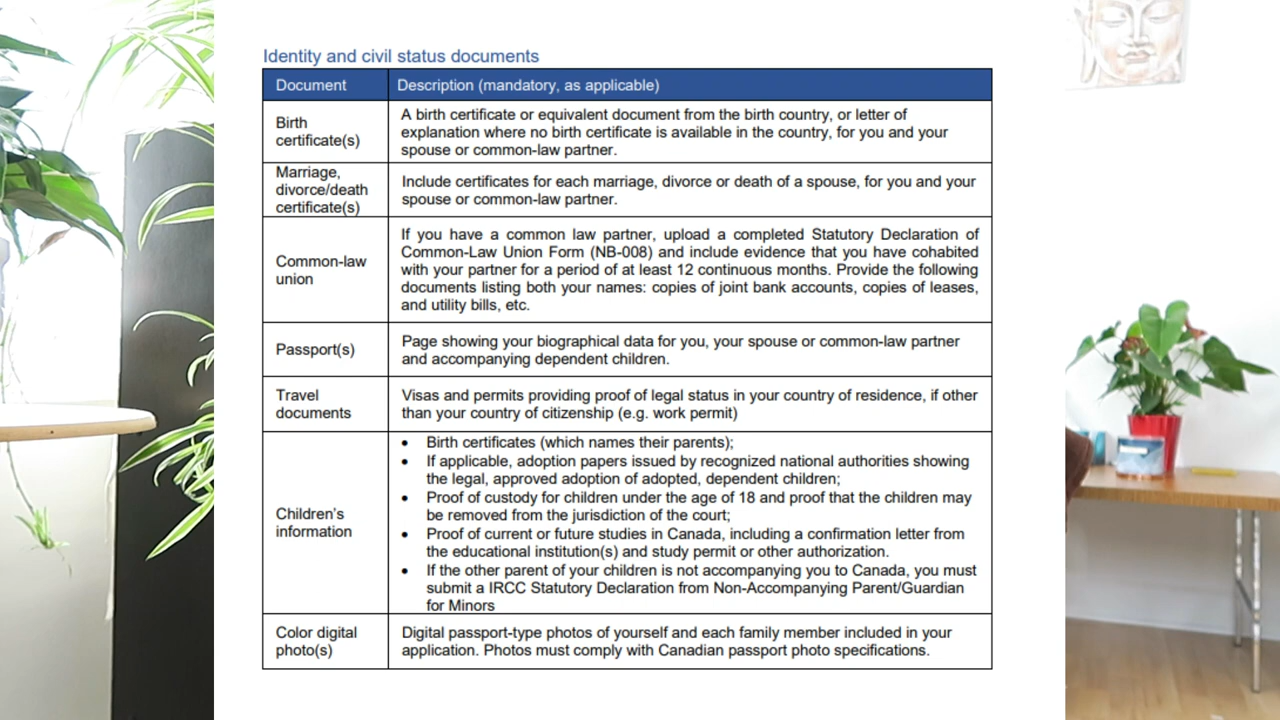 Identity and civil status documents
Document
Description (mandatory, as applicable)
Birth
certificate(s)
A birth certificate or equivalent document from the birth country, or letter of
explanation where no birth certificate is available in the country, for you and your
spouse or common-law partner.
Marriage,
divorce/death
certificate(s)
Include certificates for each marriage, divorce or death of a spouse, for you and your
spouse or common-law partner.
Common-law
union
If you have a common law partner, upload a completed Statutory Declaration of
Common-Law Union Form (NB-008) and include evidence that you have cohabited
with your partner for a period of at least 12 continuous months. Provide the following
documents listing both your names: copies of joint bank accounts, copies of leases,
and utility bills, etc.
Passport(s)
Page showing your biographical data for you, your spouse or common-law partner
and accompanying dependent children.
Travel
documents
Visas and permits providing proof of legal status in your country of residence, if other
than your country of citizenship (e.g. work permit)
Children's
information
• Birth certificates (which names their parents);
• If applicable, adoption papers issued by recognized national authorities showing
the legal, approved adoption of adopted, dependent children;
• Proof of custody for children under the age of 18 and proof that the children may
be removed from the jurisdiction of the court;
• Proof of current or future studies in Canada, including a confirmation letter from
the educational institution(s) and study permit or other authorization.
• If the other parent of your children is not accompanying you to Canada, you must
submit a IRCC Statutory Declaration from Non-Accompanying Parent/Guardian
for Minors
Color digital
photo(s)
Digital passport-type photos of yourself and each family member included in your
application. Photos must comply with Canadian passport photo specifications.